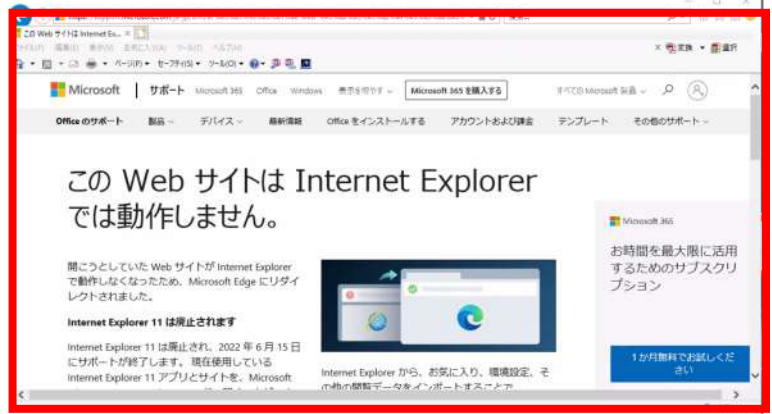 このWebサイトはInternet Ex...
ページ(P) セーフティ(S) ツール(O)
× 変換 選択
Microsoft サポート Microsoft 365 Office Windows 表示を増やす Microsoft 365 を購入する すべての Microsoft 製品
Office のサポート 製品 デバイス 最新情報 Office をインストールする アカウントおよび課金 テンプレート その他のサポート
この Web サイトは Internet Explorer
では動作しません。
Microsoft 365
お時間を最大限に活用
するためのサブスクリ
プション
1 か月無料でお試しくだ
さい
開こうとしていた Web サイトが Internet Explorer
で動作しなくなったため、Microsoft Edge にリダイ
レクトされました。
Internet Explorer 11 は廃止されます
Internet Explorer 11 は廃止され、2022 年 6 月 15 日
にサポートが終了します。 現在使用している
Internet Explorer 11 アプリとサイトを、Microsoft
Internet Explorer から、お気に入り、環境設定、そ
の他の閲覧データをインポートすることで